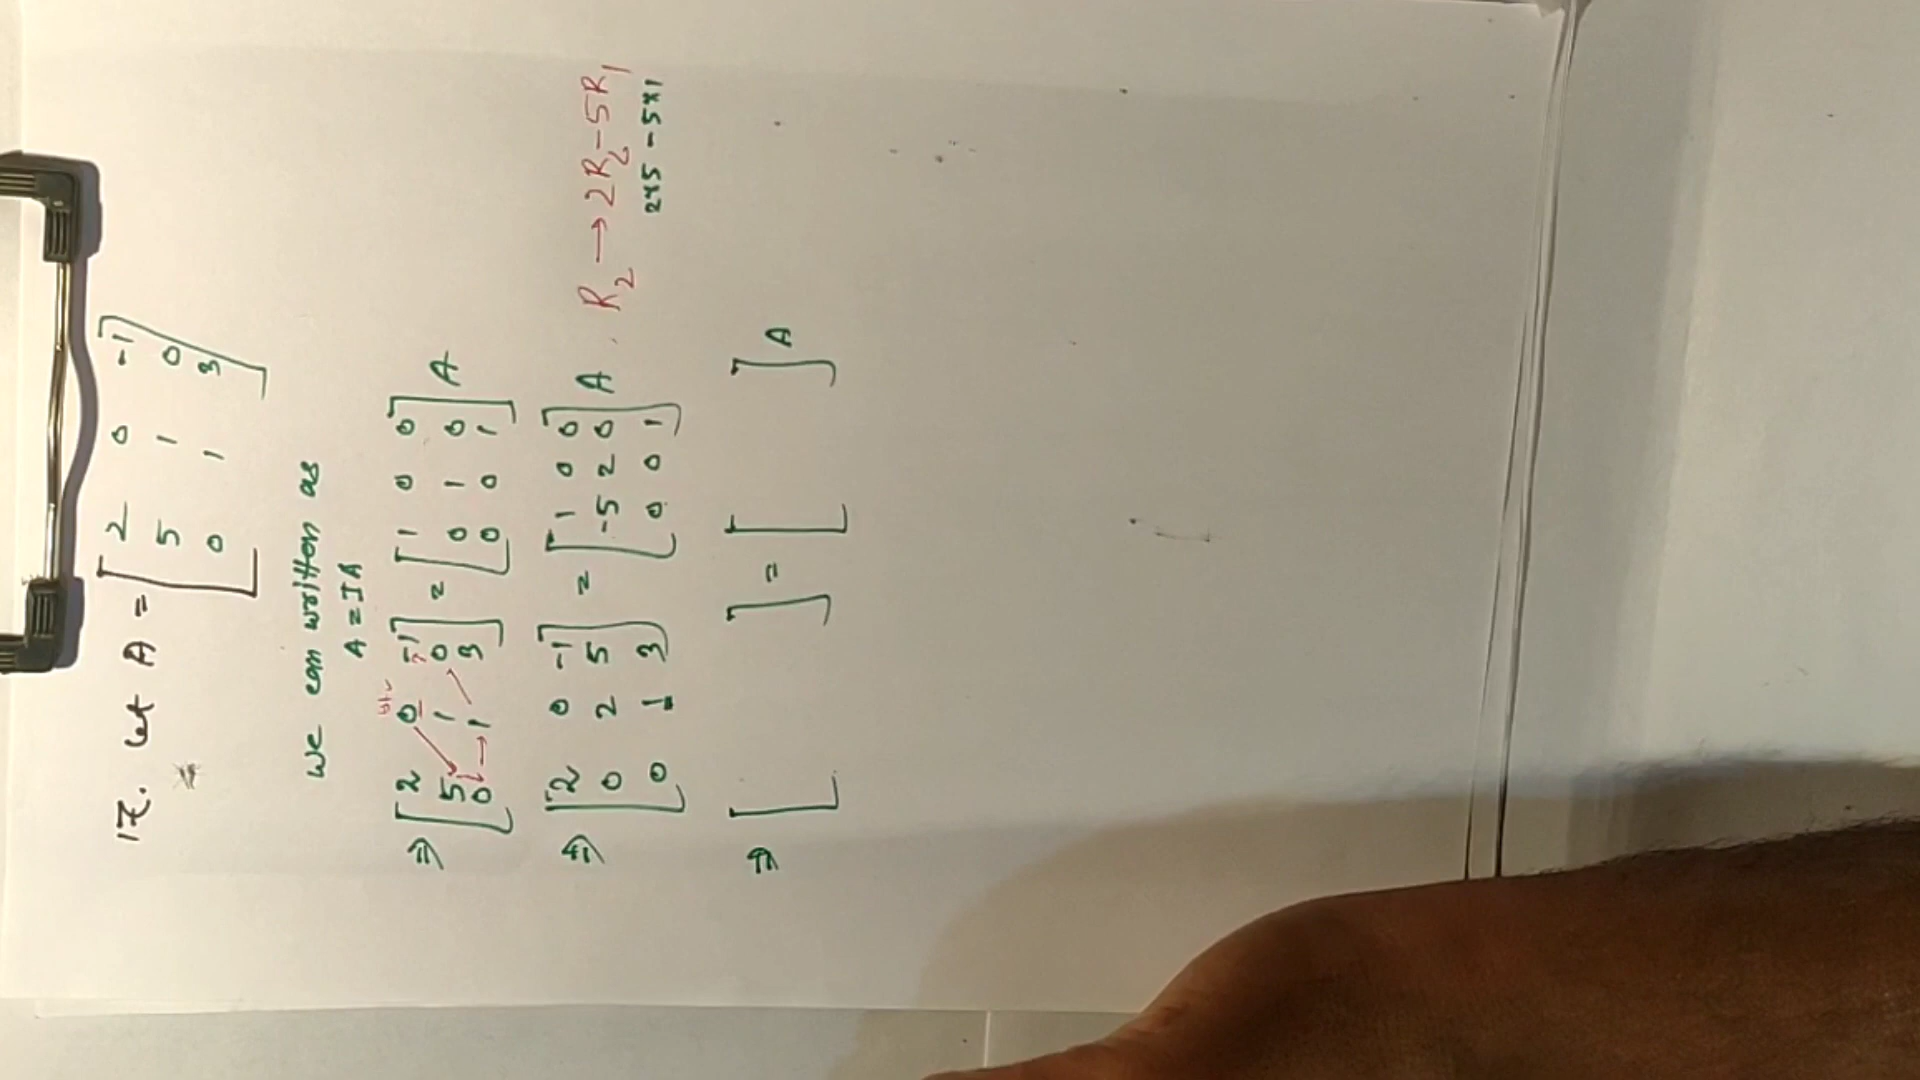 17. Let A = [2 0 -1
5 1 0
0 1 3]
We can written as
A = IA
⇒ [2 0 -1
5 1 0
0 1 3] = [1 0 0
0 1 0
0 0 1] A
⇒ [2 0 -1
0 2 5
0 1 3] = [1 0 0
-5 2 0
0 0 1] A. R2 → 2R2-5R1
2×5 - 5×1
⇒ [ ] = [ ] A